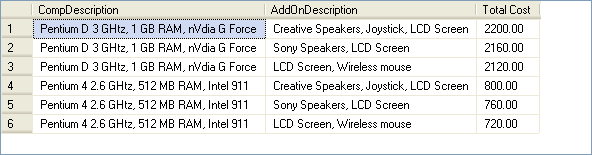 CompDescription AddOnDescription Total Cost
1 Pentium D 3 GHz, 1 GB RAM, nVdia G Force Creative Speakers, Joystick, LCD Screen 2200.00
2 Pentium D 3 GHz, 1 GB RAM, nVdia G Force Sony Speakers, LCD Screen 2160.00
3 Pentium D 3 GHz, 1 GB RAM, nVdia G Force LCD Screen, Wireless mouse 2120.00
4 Pentium 4 2.6 GHz, 512 MB RAM, Intel 911 Creative Speakers, Joystick, LCD Screen 800.00
5 Pentium 4 2.6 GHz, 512 MB RAM, Intel 911 Sony Speakers, LCD Screen 760.00
6 Pentium 4 2.6 GHz, 512 MB RAM, Intel 911 LCD Screen, Wireless mouse 720.00